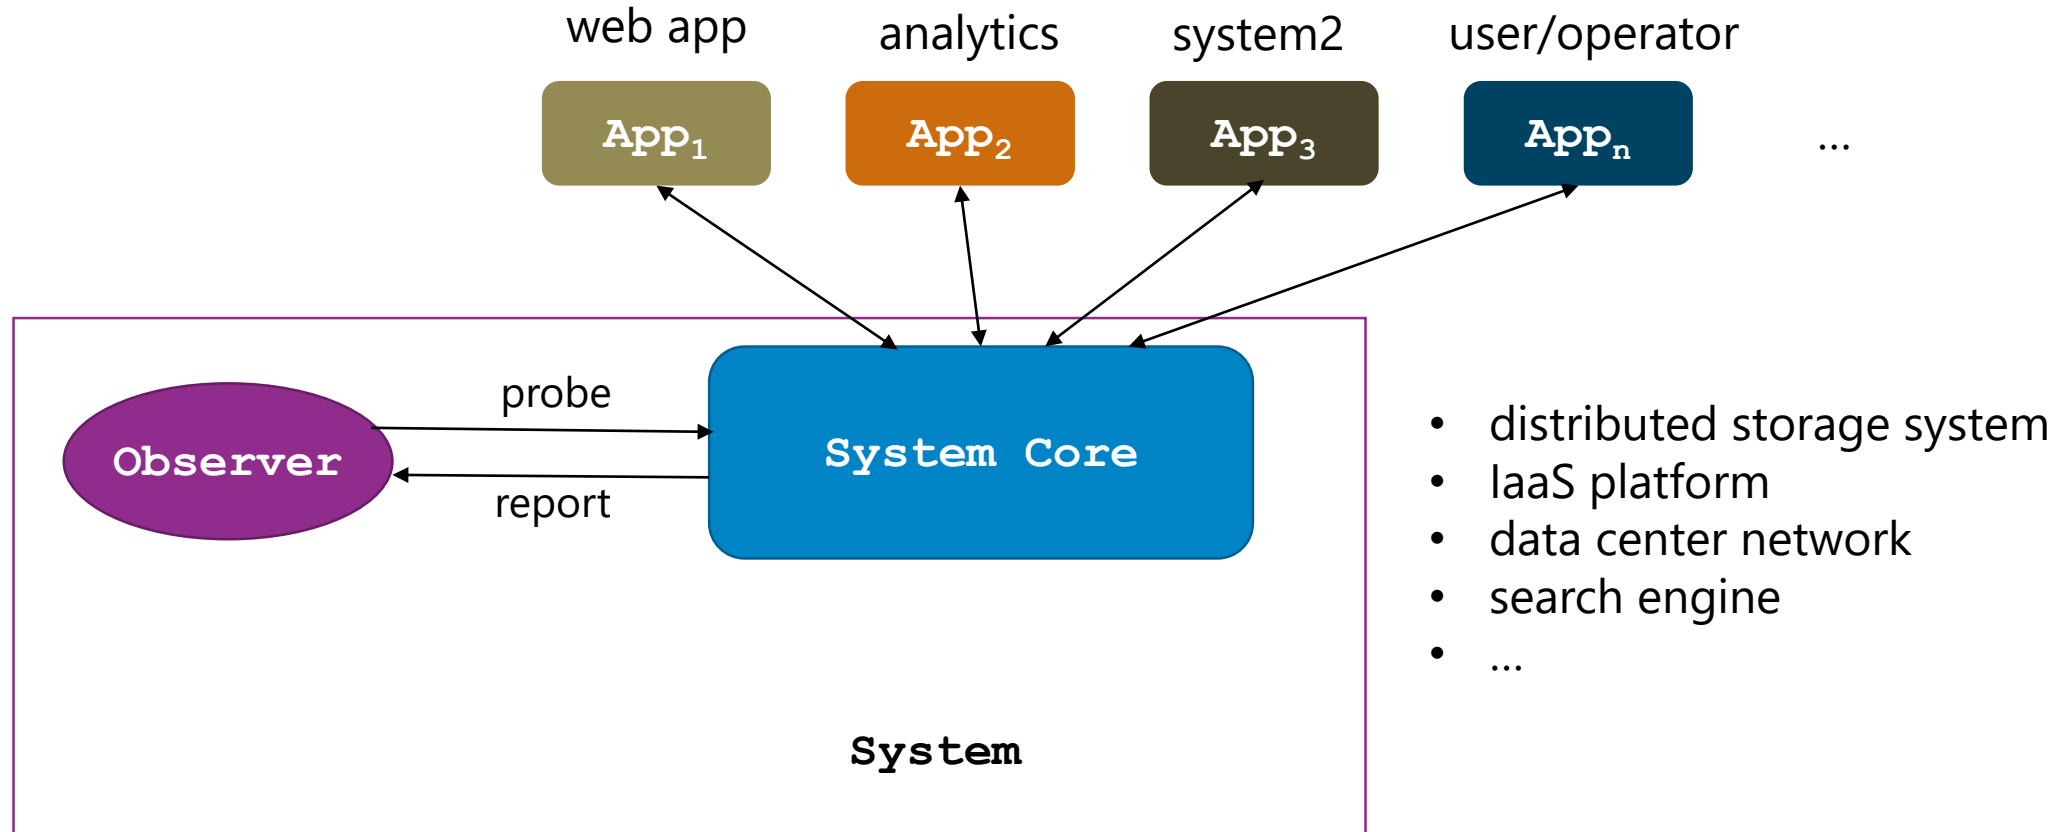 web app analytics system2 user/operator
App1 App2 App3 Appn ...
probe
Observer System Core
report
• distributed storage system
• IaaS platform
• data center network
• search engine
• ...
System